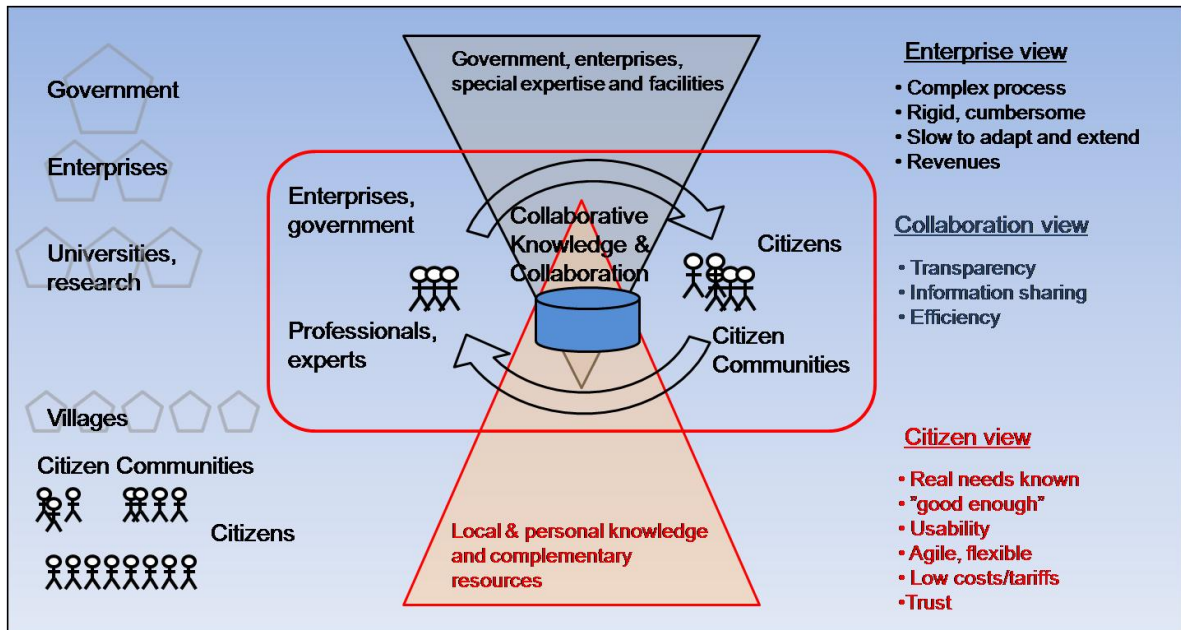 Government
Enterprises
Universities,
research
Villages
Citizen Communities
Citizens
Government, enterprises,
special expertise and facilities
Enterprises,
government
Collaborative
Knowledge &
Collaboration
Citizens
Professionals,
experts
Citizen
Communities
Local & personal knowledge
and complementary
resources
Enterprise view
• Complex process
• Rigid, cumbersome
• Slow to adapt and extend
• Revenues
Collaboration view
• Transparency
• Information sharing
• Efficiency
Citizen view
• Real needs known
• ”good enough”
• Usability
• Agile, flexible
• Low costs/tariffs
•Trust